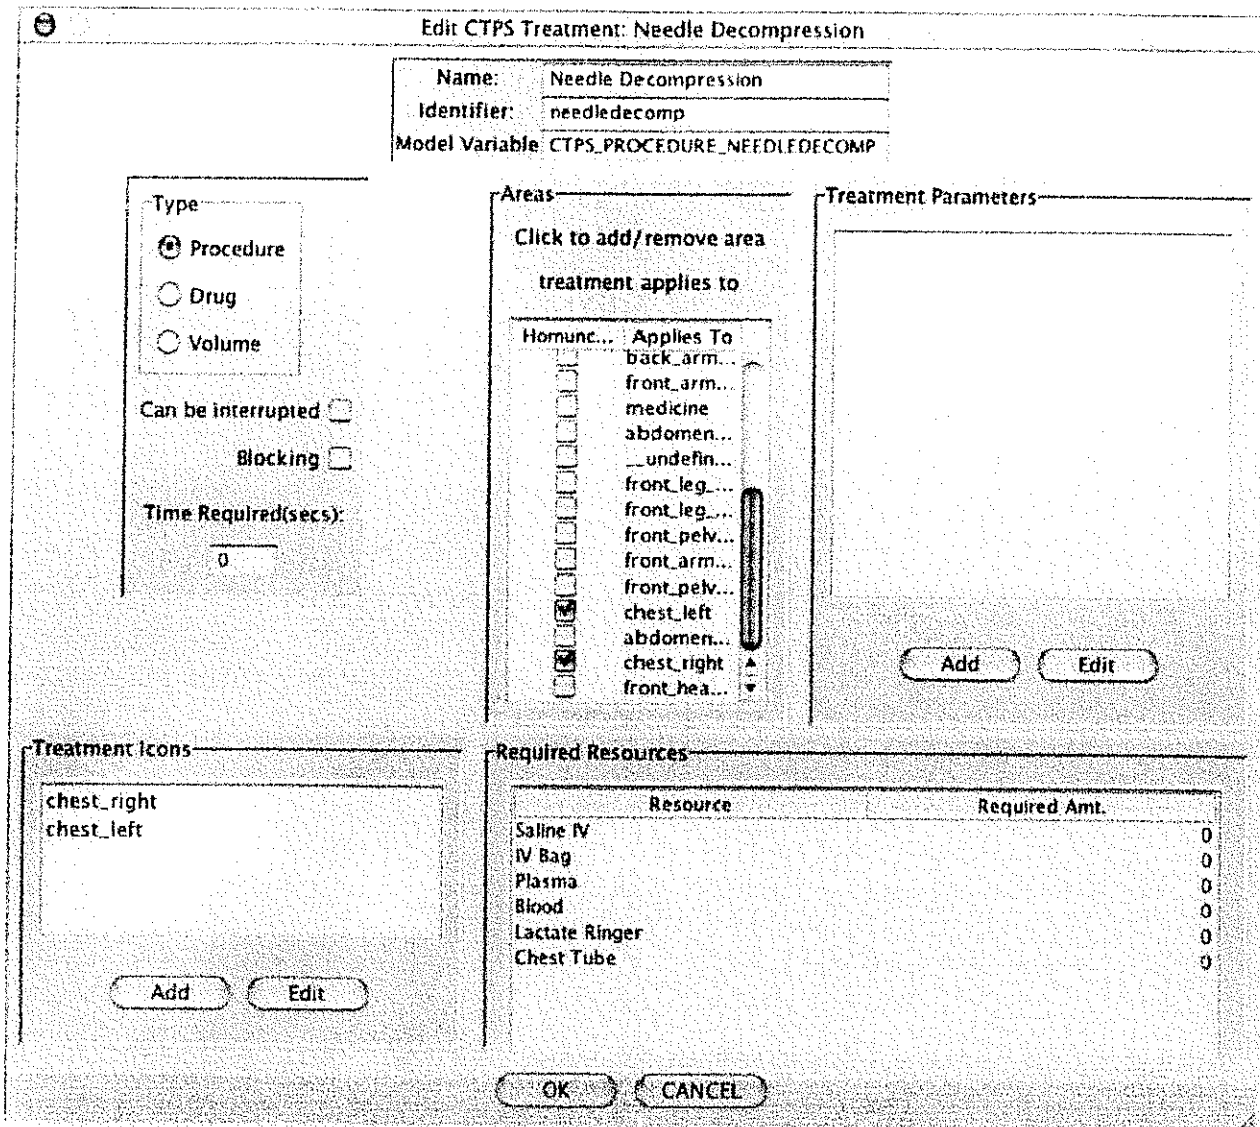 Edit CTPS Treatment: Needle Decompression
Name: Needle Decompression
Identifier: needledecomp
Model Variable CTPS_PROCEDURE_NEEDLEDECOMP
Type
Procedure
Drug
Volume
Can be interrupted
Blocking
Time Required(secs):
0
Areas
Click to add/remove area
treatment applies to
Homunc... Applies To
back_arm...
front_arm...
medicine
abdomen...
__undefin...
front_leg_...
front_leg_...
front_pelv...
front_arm...
front_pelv...
chest_left
abdomen...
chest_right
front_hea...
Treatment Parameters
Add Edit
Treatment Icons
chest_right
chest_left
Add Edit
Required Resources
Resource Required Amt.
Saline IV 0
IV Bag 0
Plasma 0
Blood 0
Lactate Ringer 0
Chest Tube 0
OK CANCEL